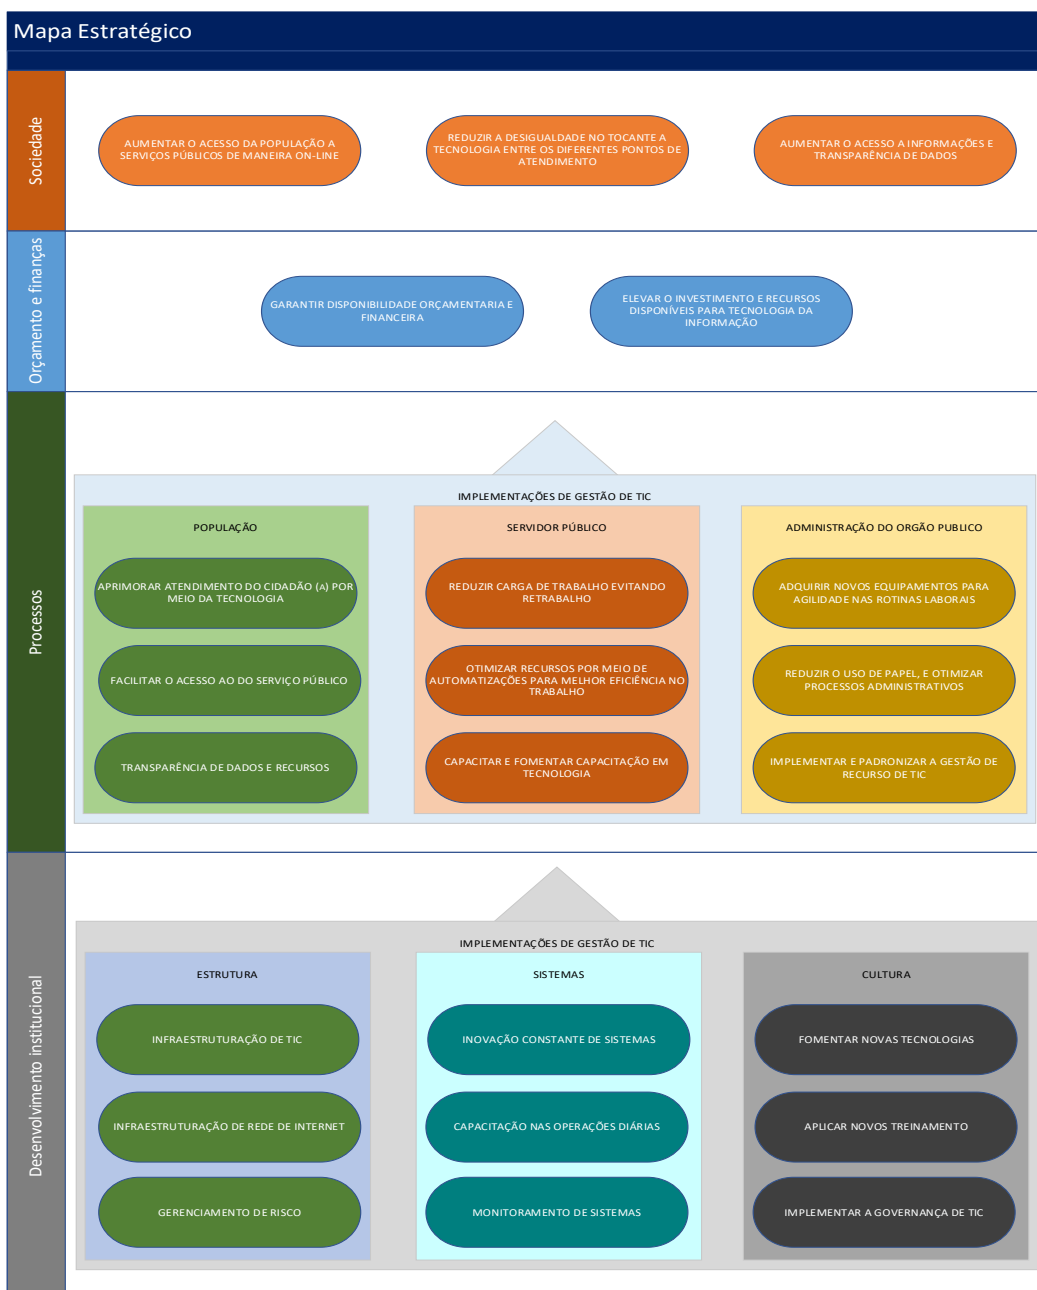 Mapa Estratégico
Sociedade
AUMENTAR O ACESSO DA POPULAÇÃO A
SERVIÇOS PÚBLICOS DE MANEIRA ON-LINE
REDUZIR A DESIGUALDADE NO TOCANTE A
TECNOLOGIA ENTRE OS DIFERENTES PONTOS DE
ATENDIMENTO
AUMENTAR O ACESSO A INFORMAÇÕES E
TRANSPARÊNCIA DE DADOS
Orçamento e finanças
GARANTIR DISPONIBILIDADE ORÇAMENTARIA E
FINANCEIRA
ELEVAR O INVESTIMENTO E RECURSOS
DISPONÍVEIS PARA TECNOLOGIA DA
INFORMAÇÃO
Processos
IMPLEMENTAÇÕES DE GESTÃO DE TIC
POPULAÇÃO
APRIMORAR ATENDIMENTO DO CIDADÃO (A) POR
MEIO DA TECNOLOGIA
FACILITAR O ACESSO AO DO SERVIÇO PÚBLICO
TRANSPARÊNCIA DE DADOS E RECURSOS
SERVIDOR PÚBLICO
REDUZIR CARGA DE TRABALHO EVITANDO
RETRABALHO
OTIMIZAR RECURSOS POR MEIO DE
AUTOMATIZAÇÕES PARA MELHOR EFICIÊNCIA NO
TRABALHO
CAPACITAR E FOMENTAR CAPACITAÇÃO EM
TECNOLOGIA
ADMINISTRAÇÃO DO ORGÃO PUBLICO
ADQUIRIR NOVOS EQUIPAMENTOS PARA
AGILIDADE NAS ROTINAS LABORAIS
REDUZIR O USO DE PAPEL, E OTIMIZAR
PROCESSOS ADMINISTRATIVOS
IMPLEMENTAR E PADRONIZAR A GESTÃO DE
RECURSO DE TIC
Desenvolvimento institucional
IMPLEMENTAÇÕES DE GESTÃO DE TIC
ESTRUTURA
INFRAESTRUTURAÇÃO DE TIC
INFRAESTRUTURAÇÃO DE REDE DE INTERNET
GERENCIAMENTO DE RISCO
SISTEMAS
INOVAÇÃO CONSTANTE DE SISTEMAS
CAPACITAÇÃO NAS OPERAÇÕES DIÁRIAS
MONITORAMENTO DE SISTEMAS
CULTURA
FOMENTAR NOVAS TECNOLOGIAS
APLICAR NOVOS TREINAMENTO
IMPLEMENTAR A GOVERNANÇA DE TIC